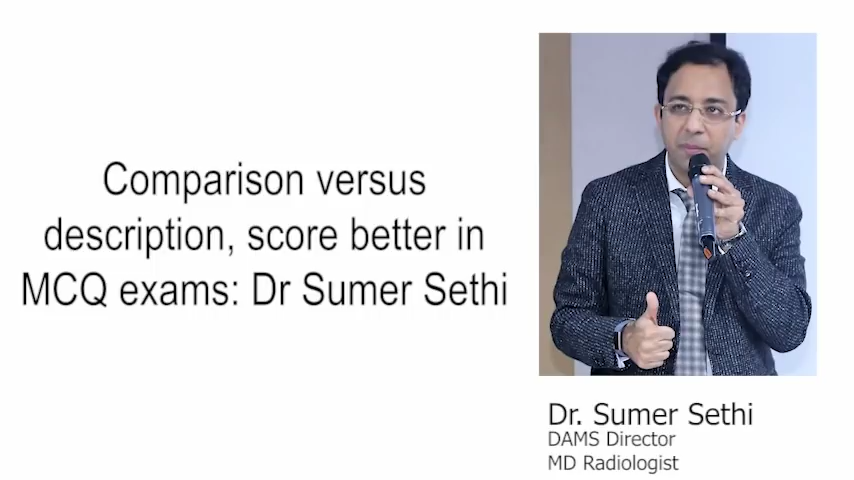 Comparison versus
description, score better in
MCQ exams: Dr Sumer Sethi
Dr. Sumer Sethi
DAMS Director
MD Radiologist